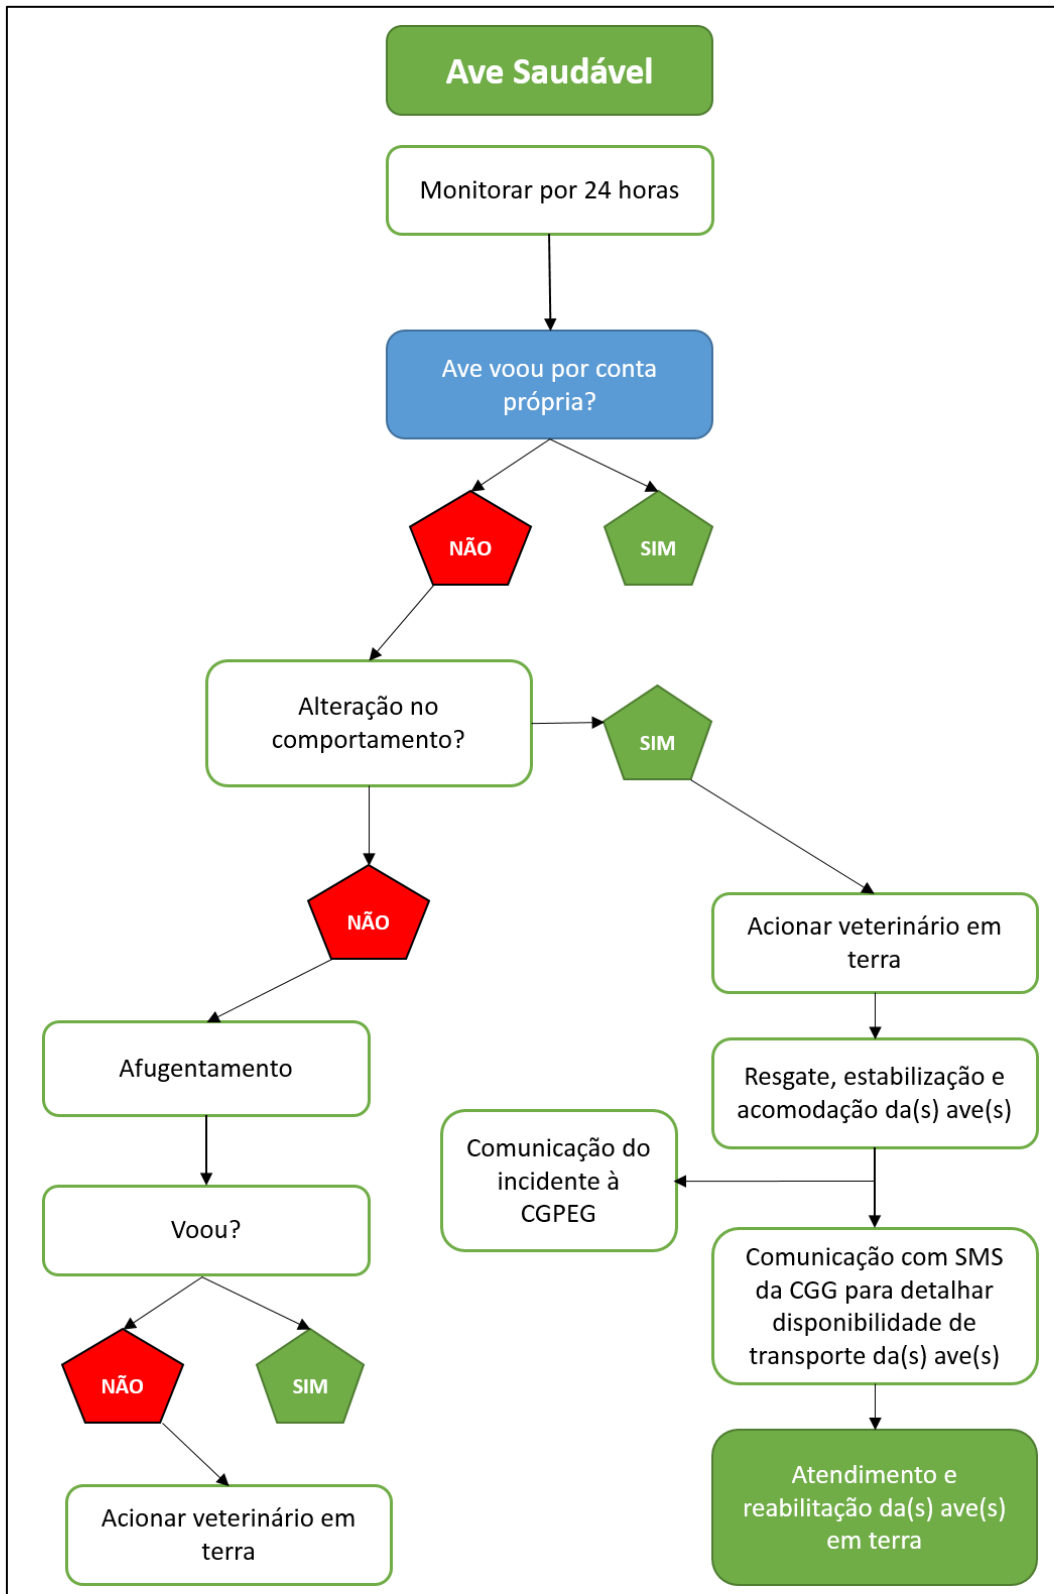 Ave Saudável
Monitorar por 24 horas
Ave voou por conta
própria?
NÃO
SIM
Alteração no
comportamento?
SIM
NÃO
Acionar veterinário em
terra
Afugentamento
Resgate, estabilização e
acomodação da(s) ave(s)
Comunicação do
incidente à
CGPEG
Voou?
Comunicação com SMS
da CGG para detalhar
disponibilidade de
transporte da(s) ave(s)
NÃO
SIM
Atendimento e
reabilitação da(s) ave(s)
em terra
Acionar veterinário em
terra